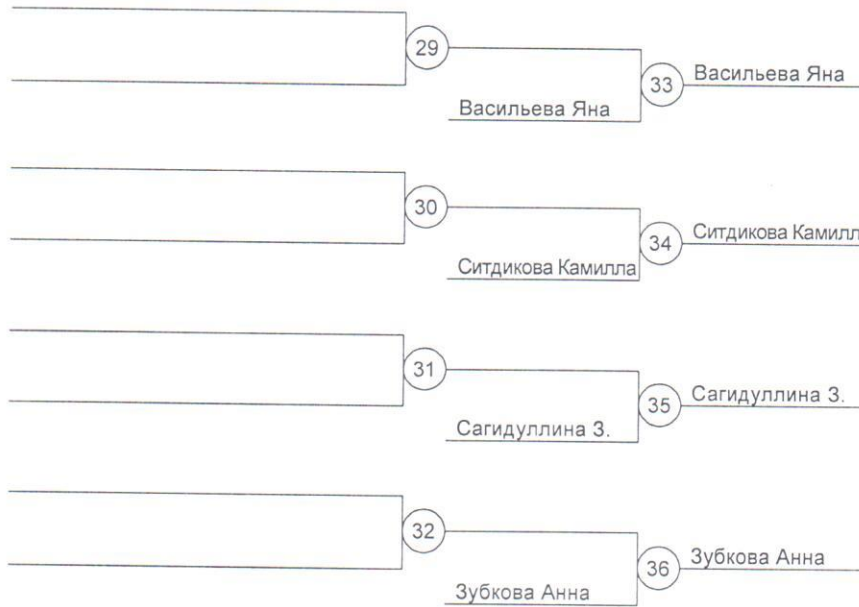 29
33 Васильева Яна
Васильева Яна
30
34 Ситдикова Камилл
Ситдикова Камилла
31
35 Сагидуллина З.
Сагидуллина З.
32
36 Зубкова Анна
Зубкова Анна